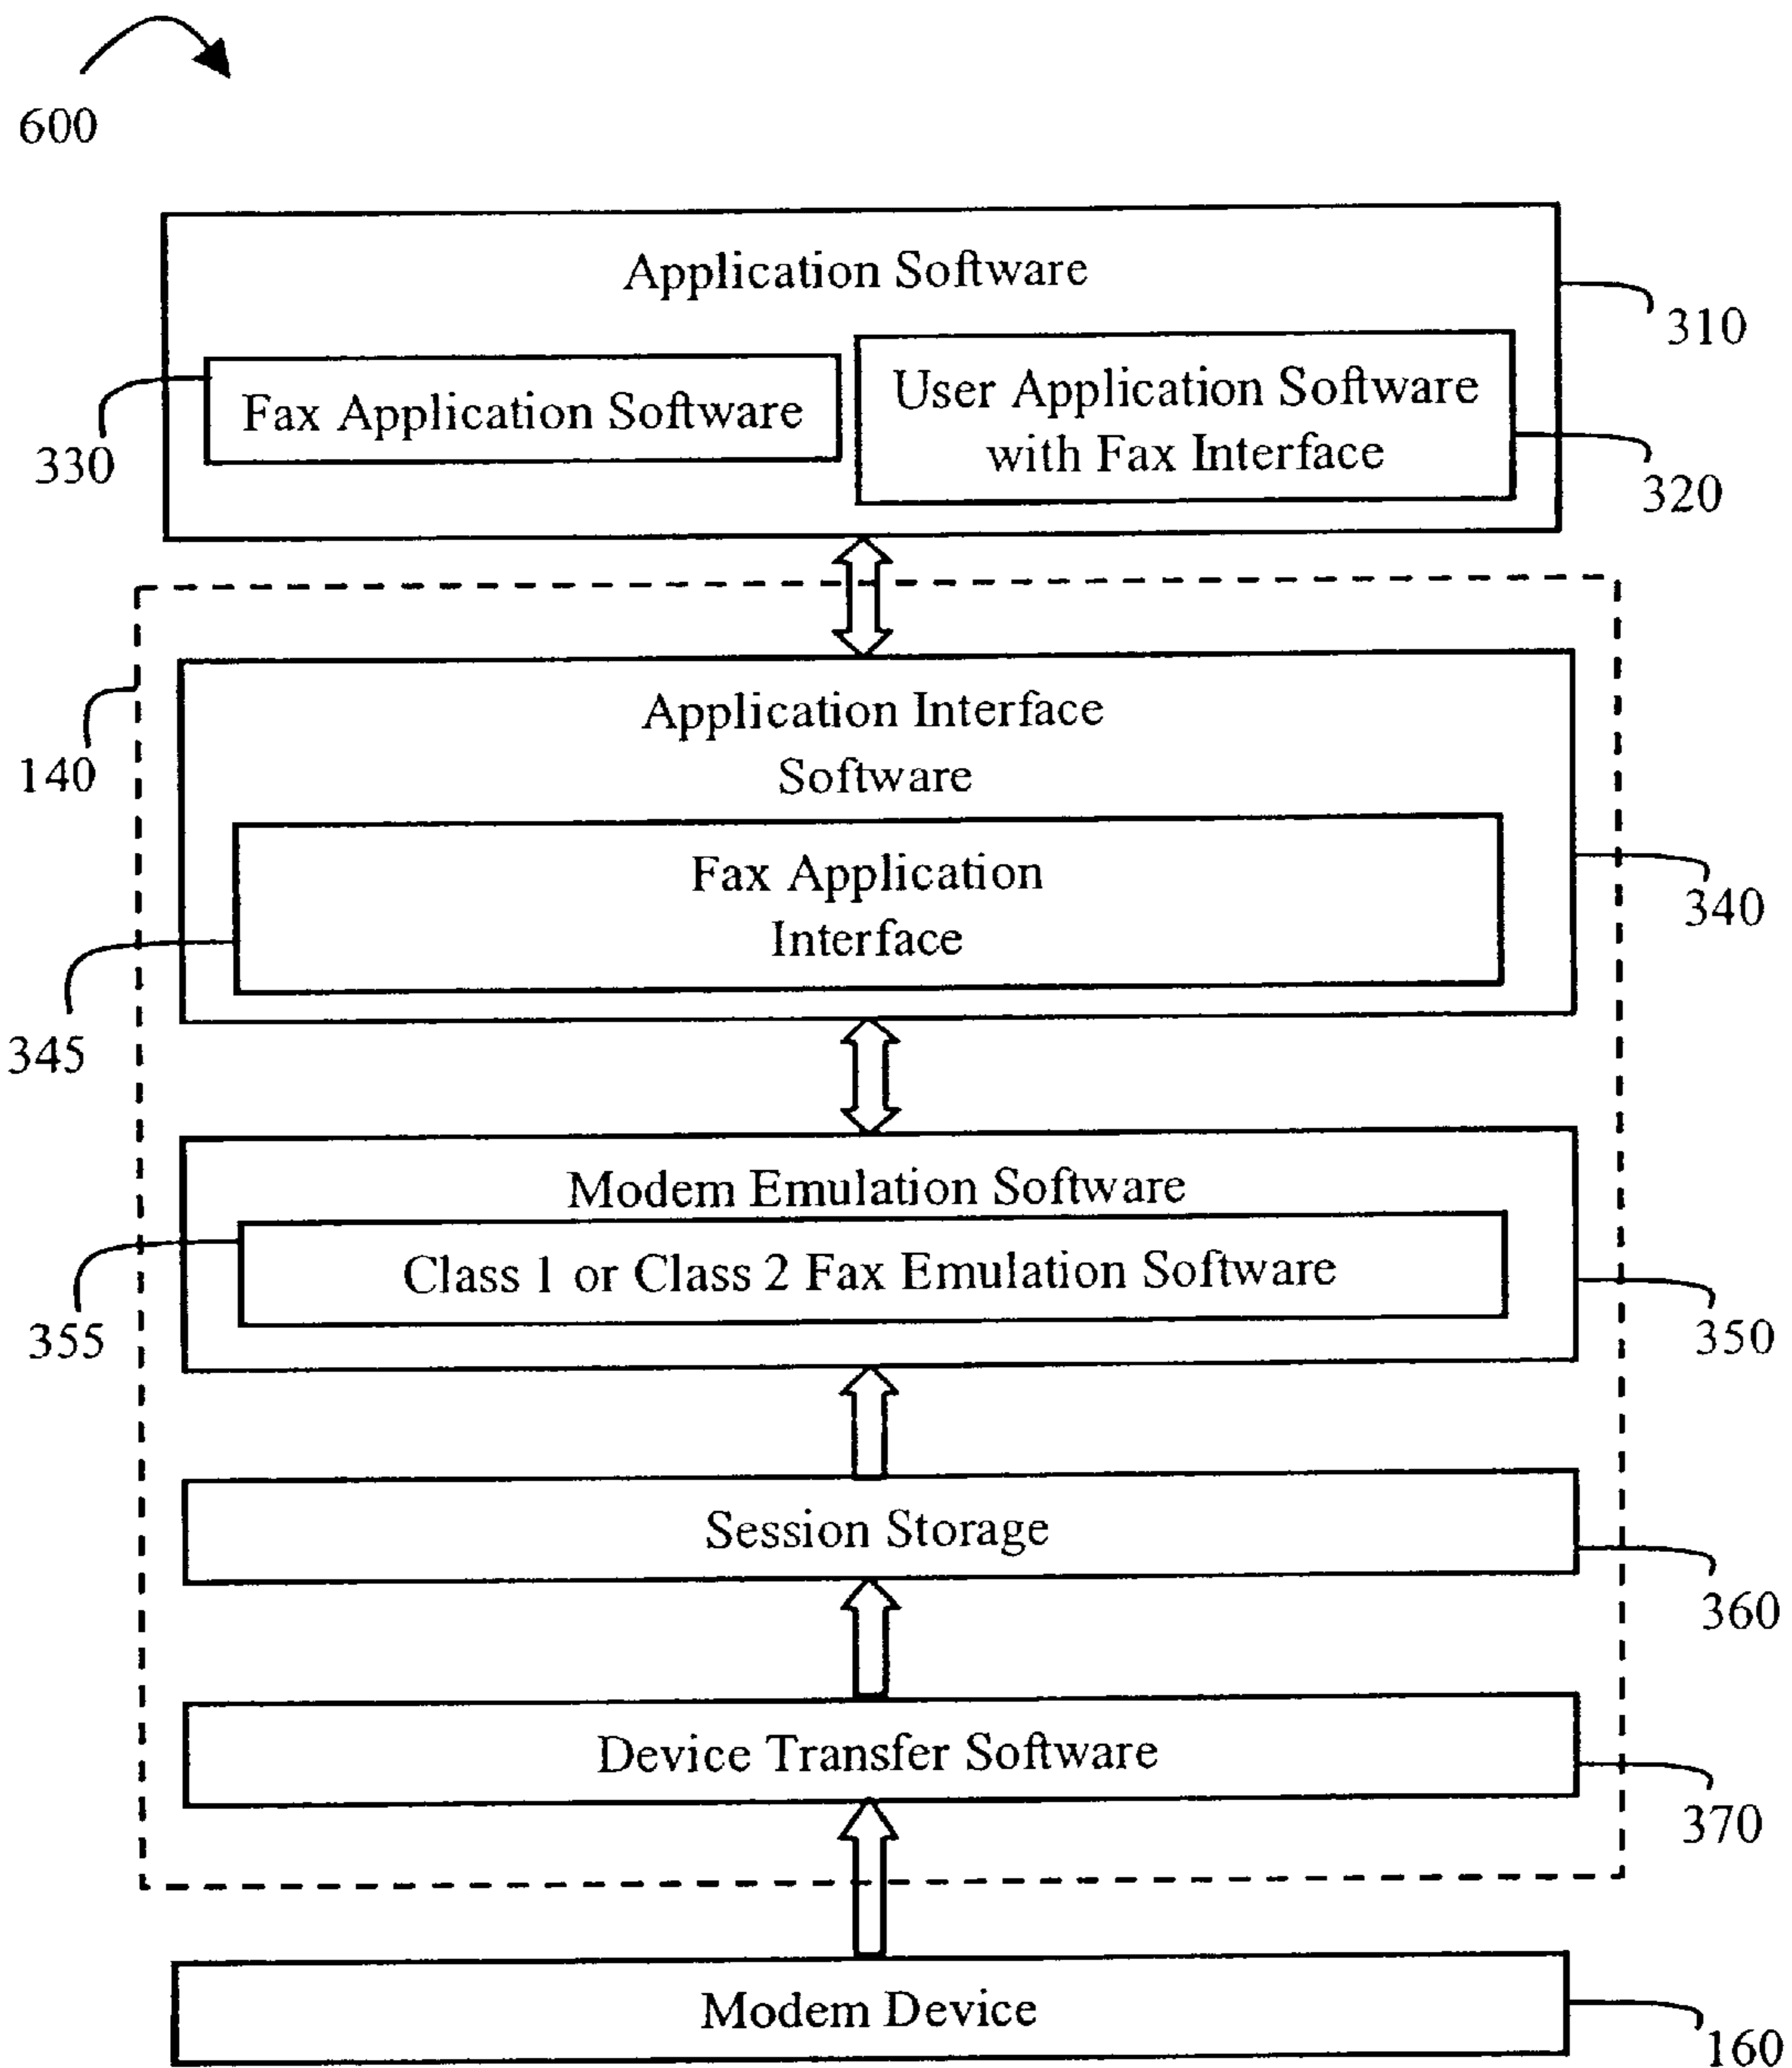 600
Application Software
310
Fax Application Software
330
User Application Software
with Fax Interface
320
140
Application Interface
Software
340
Fax Application
Interface
345
Modem Emulation Software
350
Class 1 or Class 2 Fax Emulation Software
355
Session Storage
360
Device Transfer Software
370
Modem Device
160